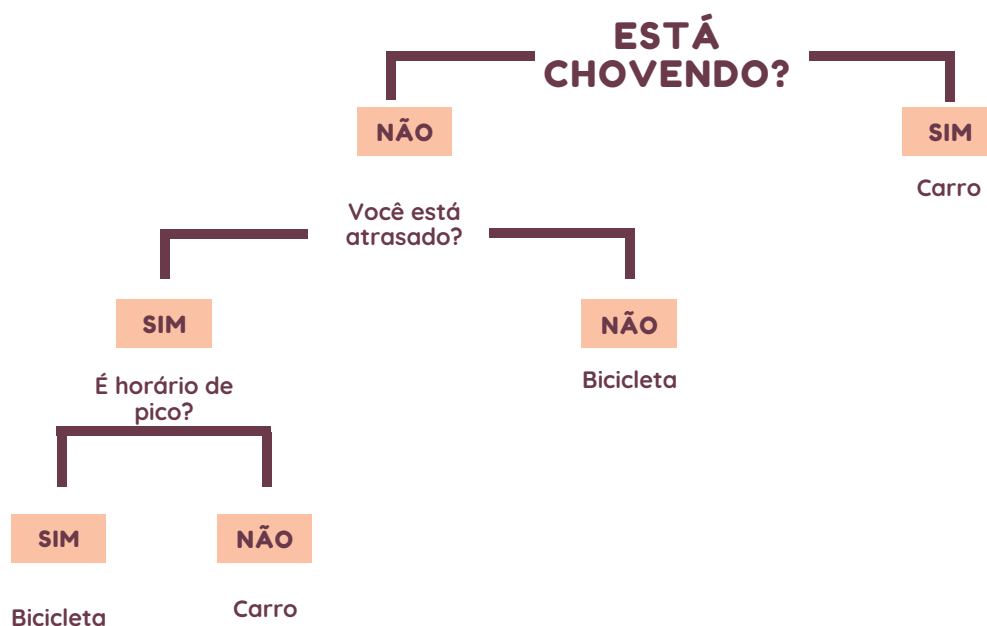 ESTÁ
CHOVENDO?
NÃO
SIM
Carro
Você está
atrasado?
SIM
NÃO
Bicicleta
É horário de
pico?
SIM
NÃO
Bicicleta
Carro